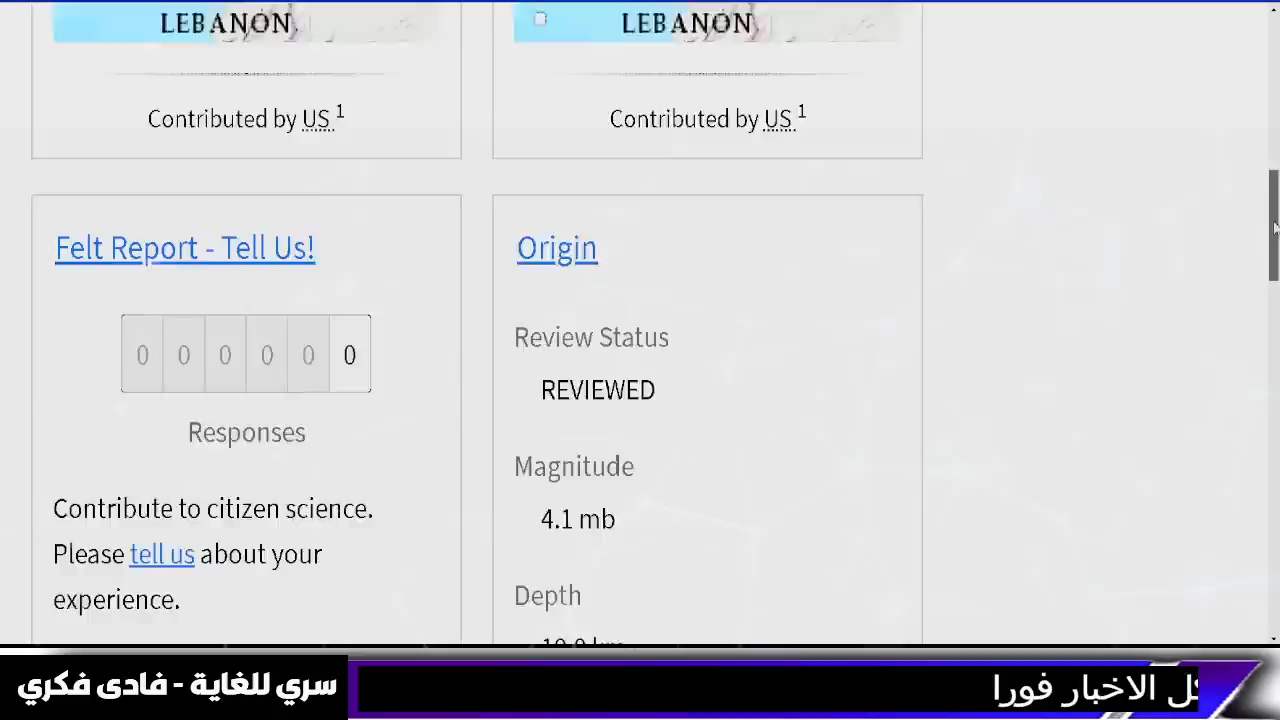 LEBANON
LEBANON
Contributed by US 1
Contributed by US 1
Felt Report - Tell Us!
0 0 0 0 0 0
Responses
Contribute to citizen science.
Please tell us about your
experience.
Origin
Review Status
REVIEWED
Magnitude
4.1 mb
Depth
سري للغاية - فادى فكري
كل الاخبار فورا